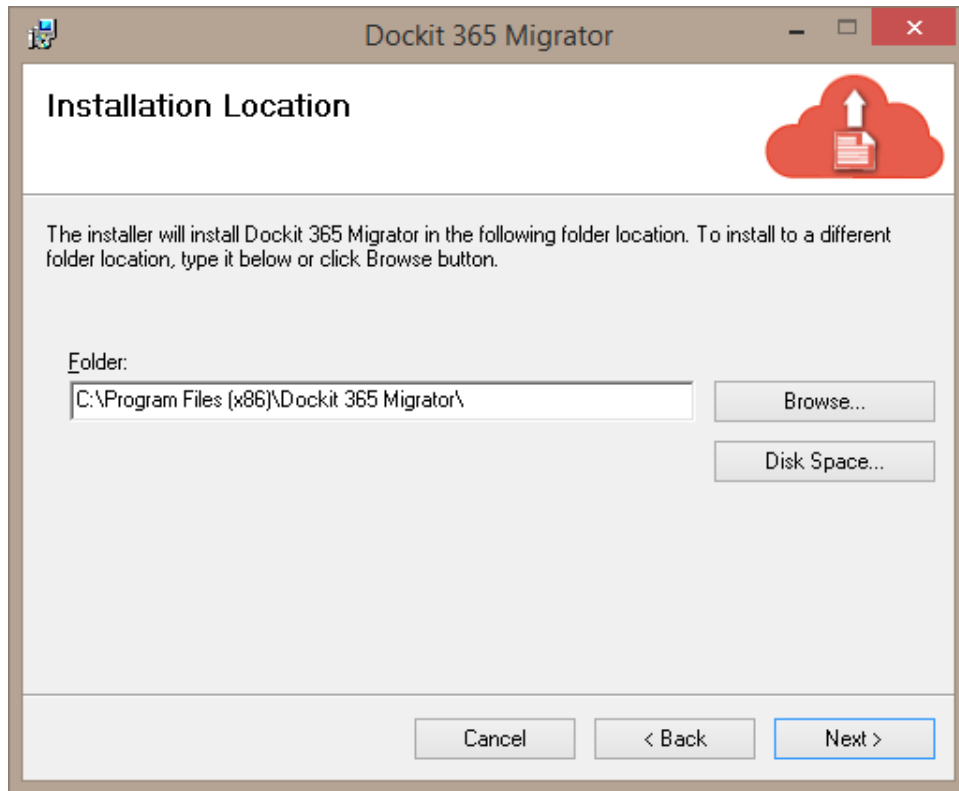 Dockit 365 Migrator
Installation Location
The installer will install Dockit 365 Migrator in the following folder location. To install to a different
folder location, type it below or click Browse button.
Folder:
C:\Program Files (x86)\Dockit 365 Migrator\
Browse...
Disk Space...
Cancel
< Back
Next >